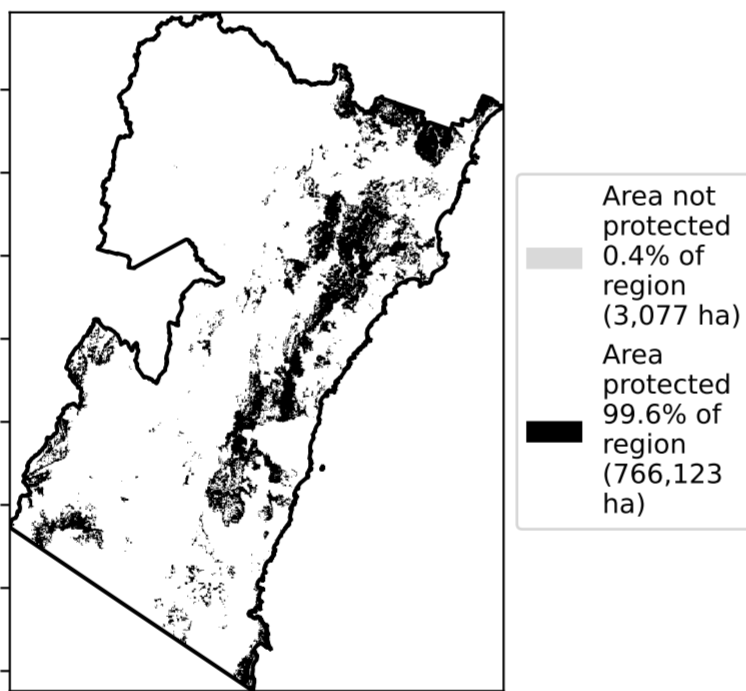 Area not
protected
0.4% of
region
(3,077 ha)
Area
protected
99.6% of
region
(766,123
ha)